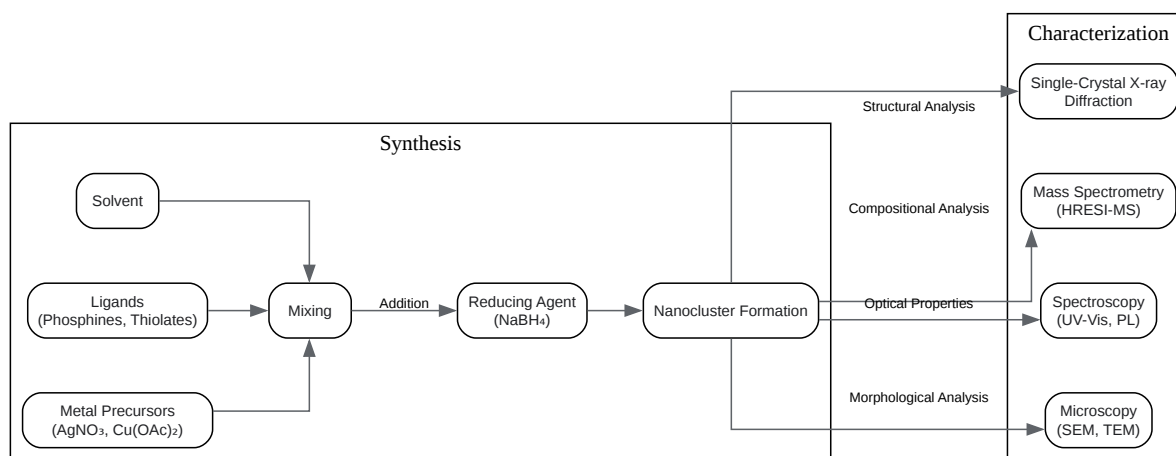 Characterization
Single-Crystal X-ray
Diffraction
Structural Analysis
Synthesis
Solvent
Mass Spectrometry
(HRESI-MS)
Compositional Analysis
Ligands
(Phosphines, Thiolates)
Mixing
Addition
Reducing Agent
(NaBH₄)
Nanocluster Formation
Optical Properties
Spectroscopy
(UV-Vis, PL)
Metal Precursors
(AgNO₃, Cu(OAc)₂)
Morphological Analysis
Microscopy
(SEM, TEM)